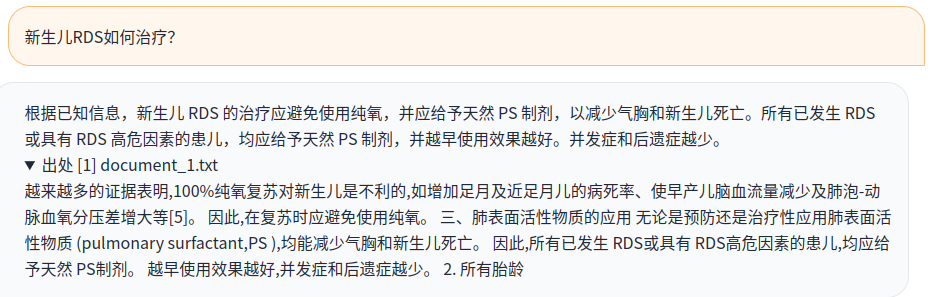 新生儿RDS如何治疗?
根据已知信息，新生儿 RDS 的治疗应避免使用纯氧，并应给予天然 PS 制剂，以减少气胸和新生儿死亡。所有已发生 RDS
或具有 RDS 高危因素的患儿，均应给予天然 PS 制剂，并越早使用效果越好。并发症和后遗症越少。
▼ 出处 [1] document_1.txt
越来越多的证据表明,100%纯氧复苏对新生儿是不利的,如增加足月及近足月儿的病死率、使早产儿脑血流量减少及肺泡-动
脉血氧分压差增大等[5]。 因此,在复苏时应避免使用纯氧。 三、肺表面活性物质的应用 无论是预防还是治疗性应用肺表面活
性物质 (pulmonary surfactant,PS ),均能减少气胸和新生儿死亡。 因此,所有已发生 RDS或具有 RDS高危因素的患儿,均应给
予天然 PS制剂。 越早使用效果越好,并发症和后遗症越少。 2. 所有胎龄